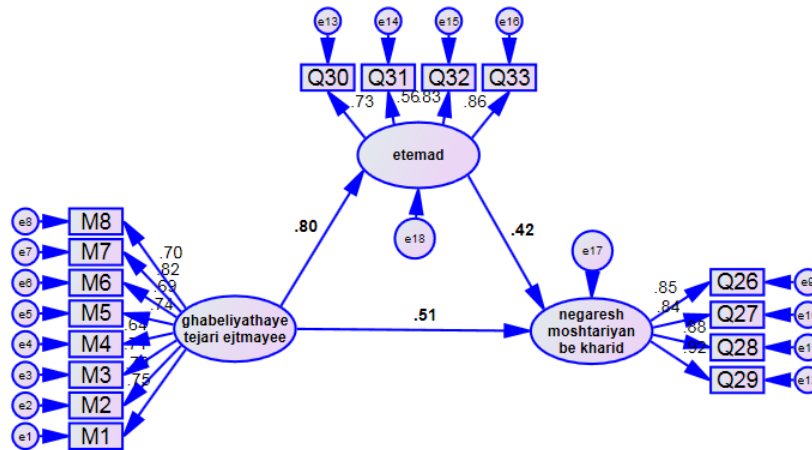 e13 e14 e15 e16
Q30 Q31 Q32 Q33
.73 .56 .83 .86
etemad
.80
e18
.42
e17
e8 M8
e7 M7
e6 M6
e5 M5
e4 M4
e3 M3
e2 M2
e1 M1
.70
.82
.69
.74
.64
.75
ghabeliyathaye
tejari ejtmayee
.51
negaresh
moshtariyan
be kharid
.85
.84
.88
.92
Q26
Q27
Q28
Q29